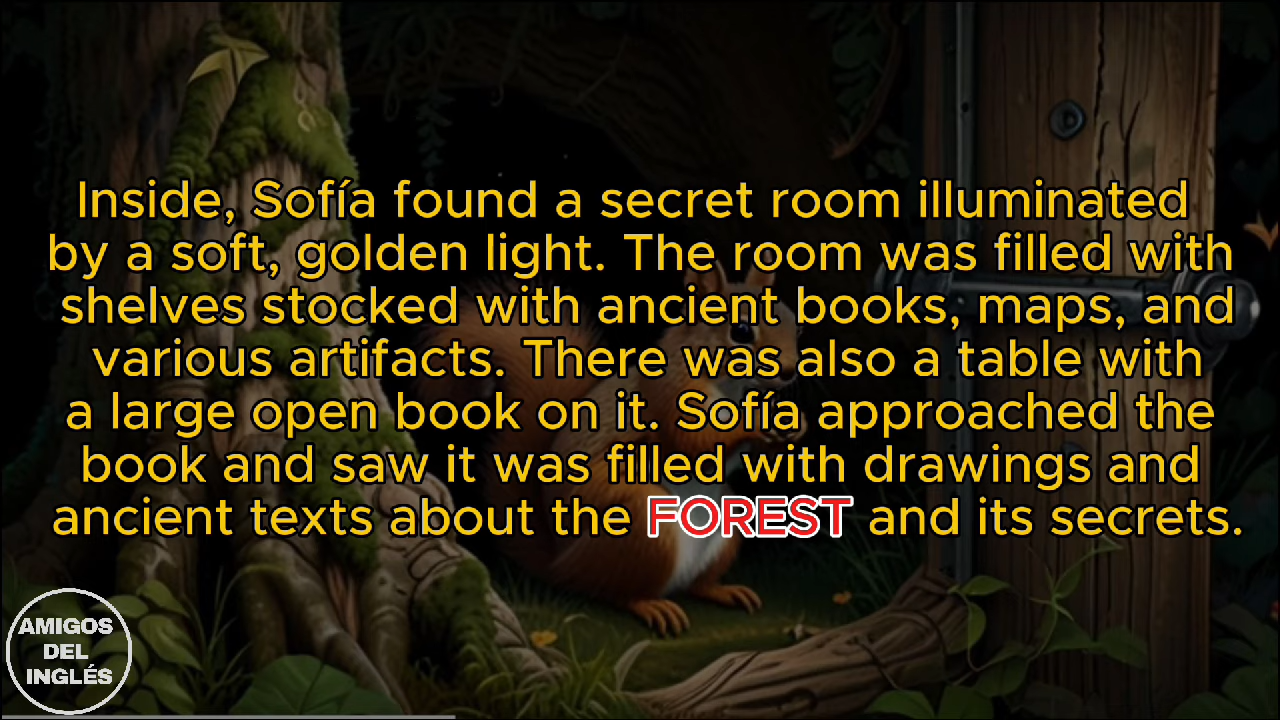 Inside, Sofía found a secret room illuminated
by a soft, golden light. The room was filled with
shelves stocked with ancient books, maps, and
various artifacts. There was also a table with
a large open book on it. Sofía approached the
book and saw it was filled with drawings and
ancient texts about the FOREST and its secrets.
AMIGOS
DEL
INGLÉS